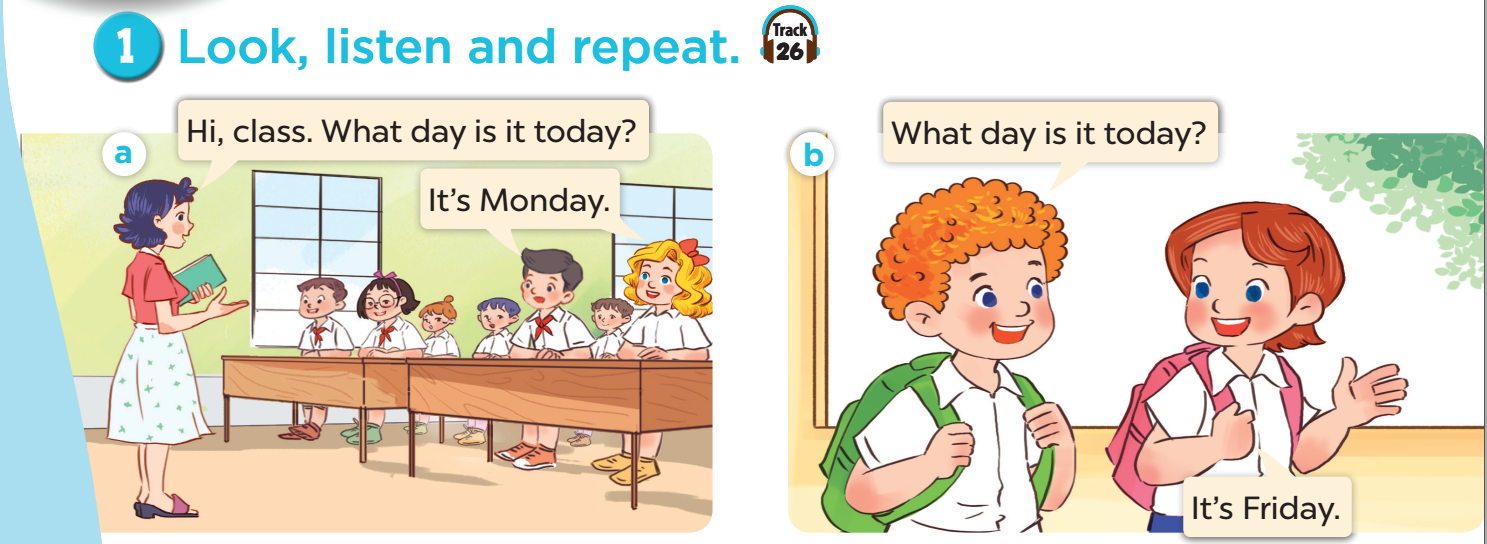 1 Look, listen and repeat. Track 26
a
Hi, class. What day is it today?
It's Monday.
b
What day is it today?
It's Friday.